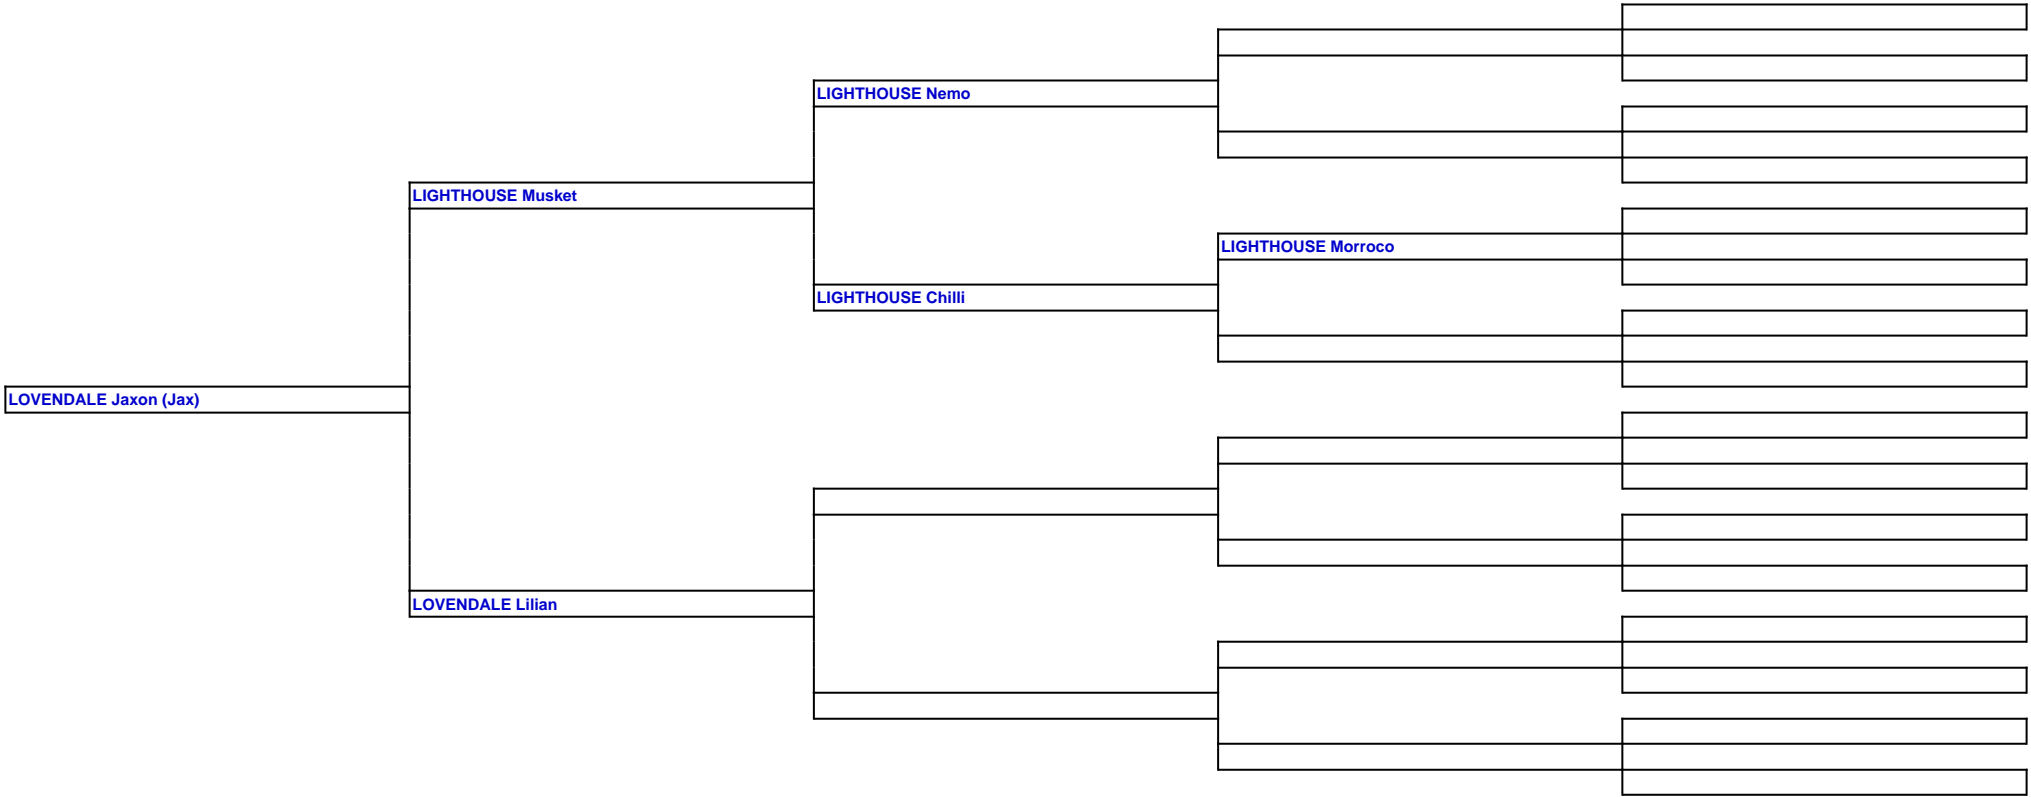 LIGHTHOUSE Nemo
LIGHTHOUSE Musket
LIGHTHOUSE Morroco
LIGHTHOUSE Chilli
LOVENDALE Jaxon (Jax)
LOVENDALE Lilian